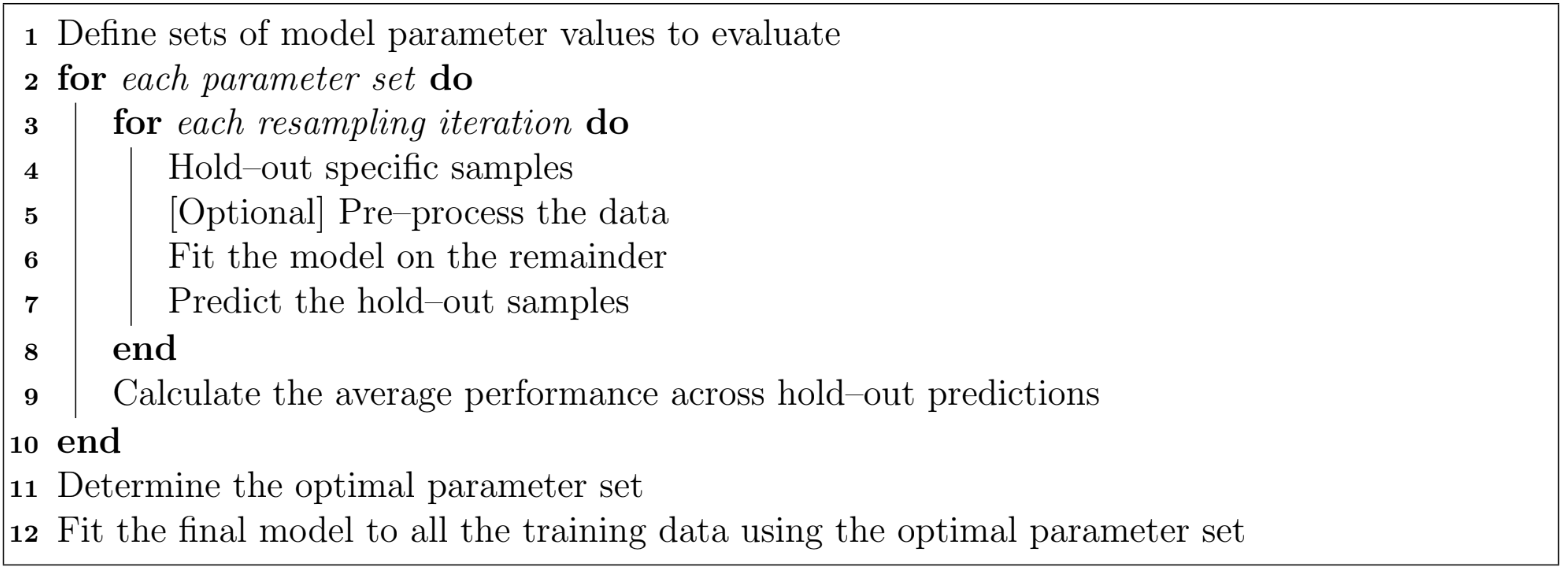 1 Define sets of model parameter values to evaluate
2 for each parameter set do
3 for each resampling iteration do
4 Hold–out specific samples
5 [Optional] Pre–process the data
6 Fit the model on the remainder
7 Predict the hold–out samples
8 end
9 Calculate the average performance across hold–out predictions
10 end
11 Determine the optimal parameter set
12 Fit the final model to all the training data using the optimal parameter set